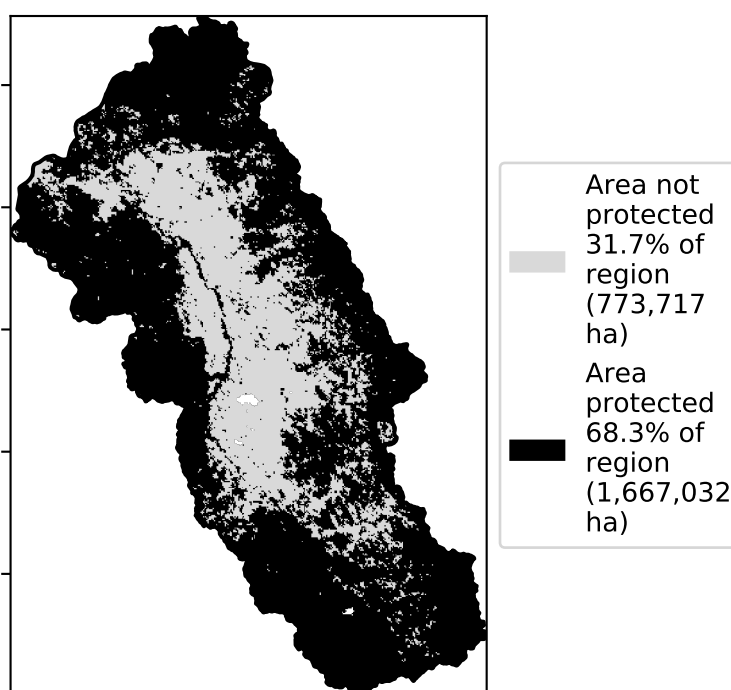 Area not
protected
31.7% of
region
(773,717
ha)
Area
protected
68.3% of
region
(1,667,032
ha)